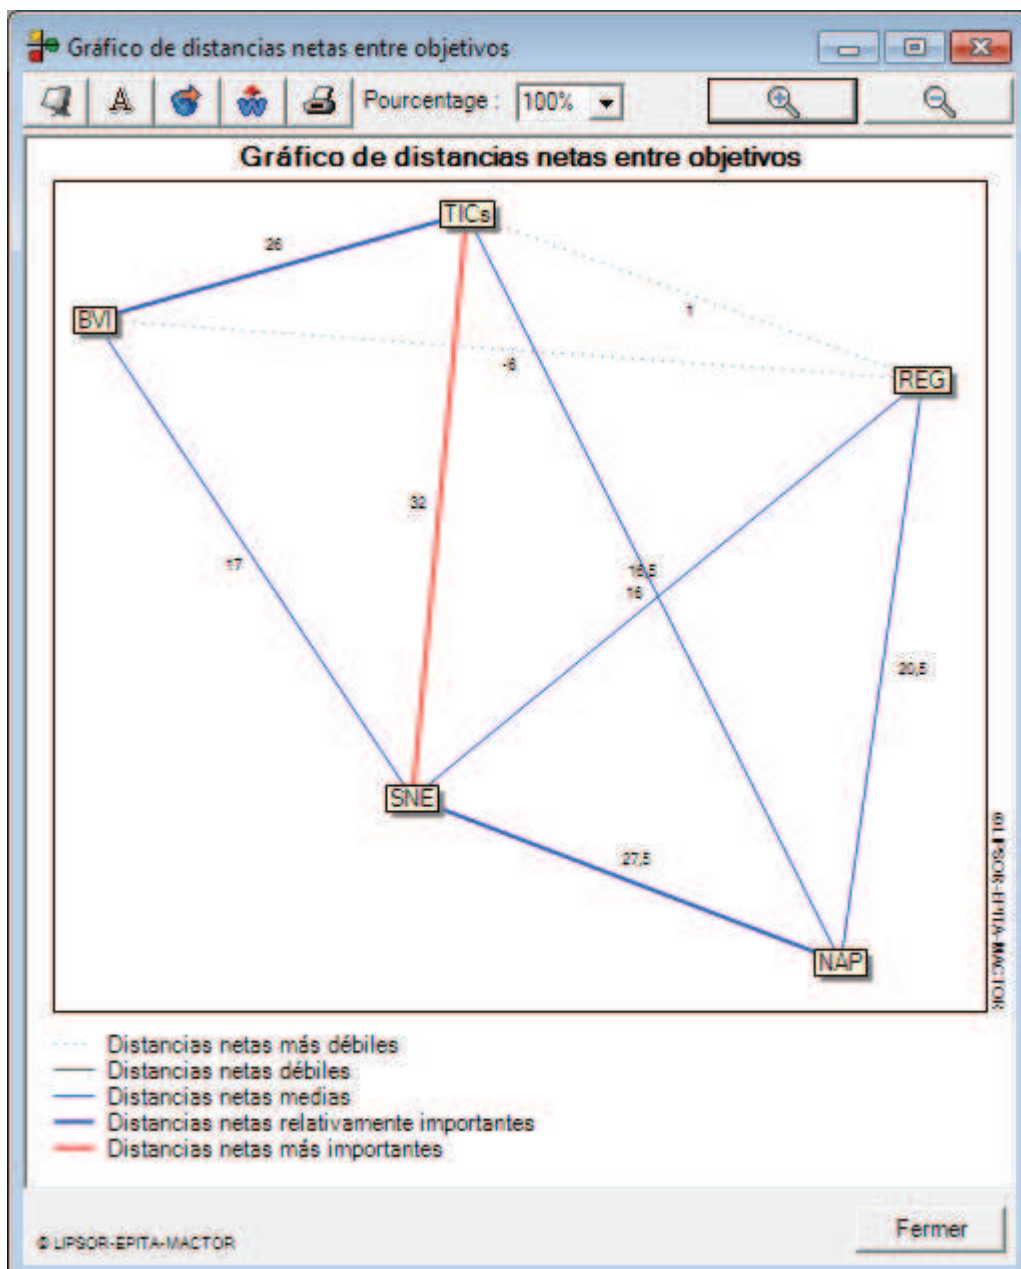 Gráfico de distancias netas entre objetivos
Pourcentage : 100%
Gráfico de distancias netas entre objetivos
TICs
26
BVI
1
-6
REG
32
17
16,5
16
20,5
SNE
27,5
NAP
©LIPSOR-EPITA-MACTOR
Distancias netas más débiles
Distancias netas débiles
Distancias netas medias
Distancias netas relativamente importantes
Distancias netas más importantes
Fermer
© LIPSOR-EPITA-MACTOR